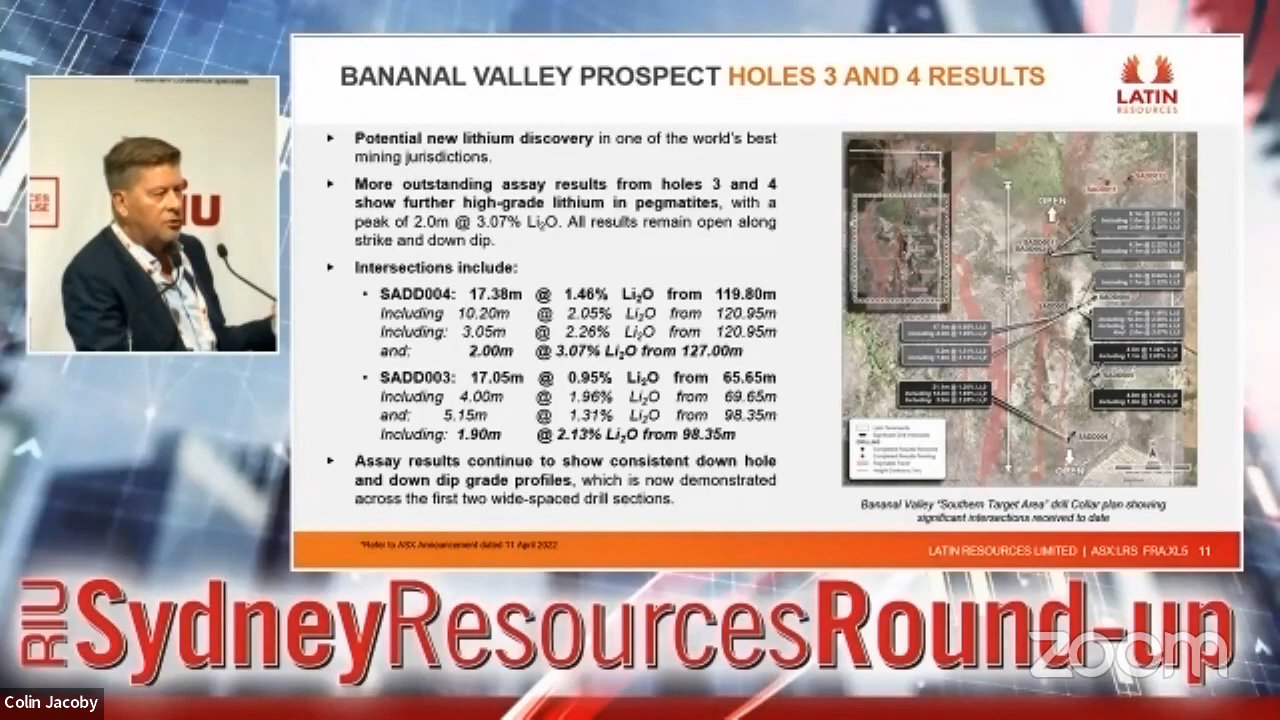 BANANAL VALLEY PROSPECT HOLES 3 AND 4 RESULTS
LATIN
RESOURCES
Potential new lithium discovery in one of the world's best
mining jurisdictions.
More outstanding assay results from holes 3 and 4
show further high-grade lithium in pegmatites, with a
peak of 2.0m @ 3.07% Li₂O. All results remain open along
strike and down dip.
Intersections include:
SADD004: 17.38m @ 1.46% Li₂O from 119.80m
Including 10.20m @ 2.05% Li₂O from 120.95m
Including: 3.05m @ 2.26% Li₂O from 120.95m
and: 2.00m @ 3.07% Li₂O from 127.00m
SADD003: 17.05m @ 0.95% Li₂O from 65.65m
Including 4.00m @ 1.96% Li₂O from 69.65m
and: 5.15m @ 1.31% Li₂O from 98.35m
Including: 1.90m @ 2.13% Li₂O from 98.35m
Assay results continue to show consistent down hole
and down dip grade profiles, which is now demonstrated
across the first two wide-spaced drill sections.
OPEN
OPEN
Bananal Valley "Southern Target Area" drill Collar plan showing
significant intersections received to date
*Refer to ASX Announcement dated 11 April 2022
LATIN RESOURCES LIMITED | ASX:LRS FRA:XL5 11
RIU Sydney Resources Round-up
zoom
Colin Jacoby